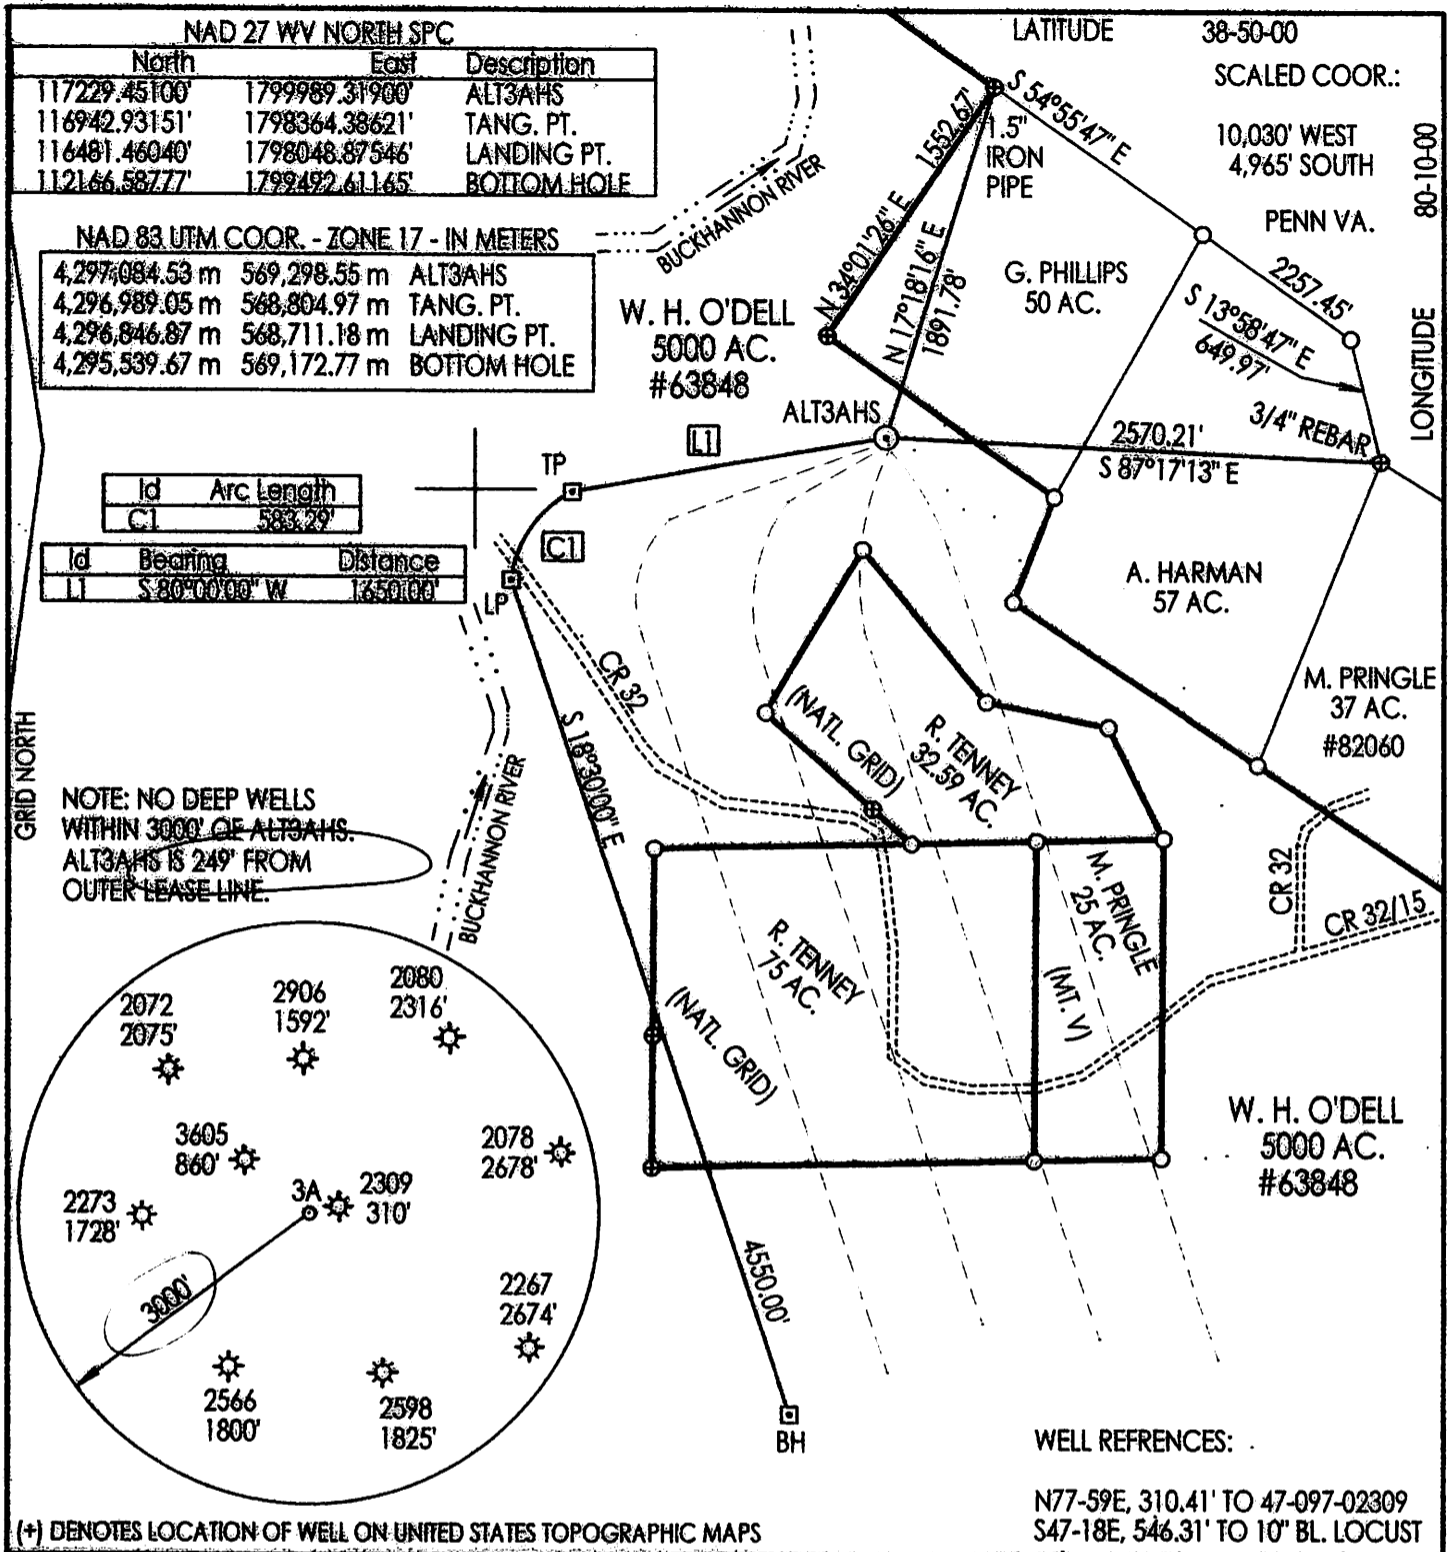 NAD 27 WV NORTH SPC
North East Description
117229.45100' 1799989.31900' ALT3AHS
116942.93151' 1798364.38621' TANG. PT.
116481.46040' 1798048.87546' LANDING PT.
112166.58777' 1799492.61165' BOTTOM HOLE
NAD 83 UTM COOR. - ZONE 17 - IN METERS
4,297,084.53 m 569,298.55 m ALT3AHS
4,296,989.05 m 568,804.97 m TANG. PT.
4,296,846.87 m 568,711.18 m LANDING PT.
4,295,539.67 m 569,172.77 m BOTTOM HOLE
LATITUDE 38-50-00
SCALED COOR.:
10,030' WEST
4,965' SOUTH
LONGITUDE 80-10-00
PENN VA.
S 54°55'47" E
2257.45'
1.5"
IRON
PIPE
1552.67'
N 34°01'26" E
N 17°18'16" E
1891.78'
BUCKHANNON RIVER
G. PHILLIPS
50 AC.
S 13°58'47" E
649.97'
3/4" REBAR
W. H. O'DELL
5000 AC.
#63848
ALT3AHS
2570.21'
S 87°17'13" E
L1
TP
C1
LP
Id Arc Length
C1 583.29'
Id Bearing Distance
L1 S 80°00'00" W 1650.00'
A. HARMAN
57 AC.
M. PRINGLE
37 AC.
#82060
CR 32
S 18°30'00" E
(NATL. GRID)
R. TENNEY
32.59 AC.
GRID NORTH
BUCKHANNON RIVER
NOTE: NO DEEP WELLS
WITHIN 3000' OF ALT3AHS.
ALT3AHS IS 249' FROM
OUTER LEASE LINE.
M. PRINGLE
25 AC.
(MT. V)
CR 32
CR 32/15
R. TENNEY
75 AC.
(NATL. GRID)
2072
2075'
2906
1592'
2080
2316'
3605
860'
2078
2678'
2273
1728'
3A
2309
310'
3000'
2267
2674'
2566
1800'
2598
1825'
4550.00'
BH
W. H. O'DELL
5000 AC.
#63848
WELL REFRENCES:
N77-59E, 310.41' TO 47-097-02309
S47-18E, 546.31' TO 10" BL. LOCUST
(+) DENOTES LOCATION OF WELL ON UNITED STATES TOPOGRAPHIC MAPS